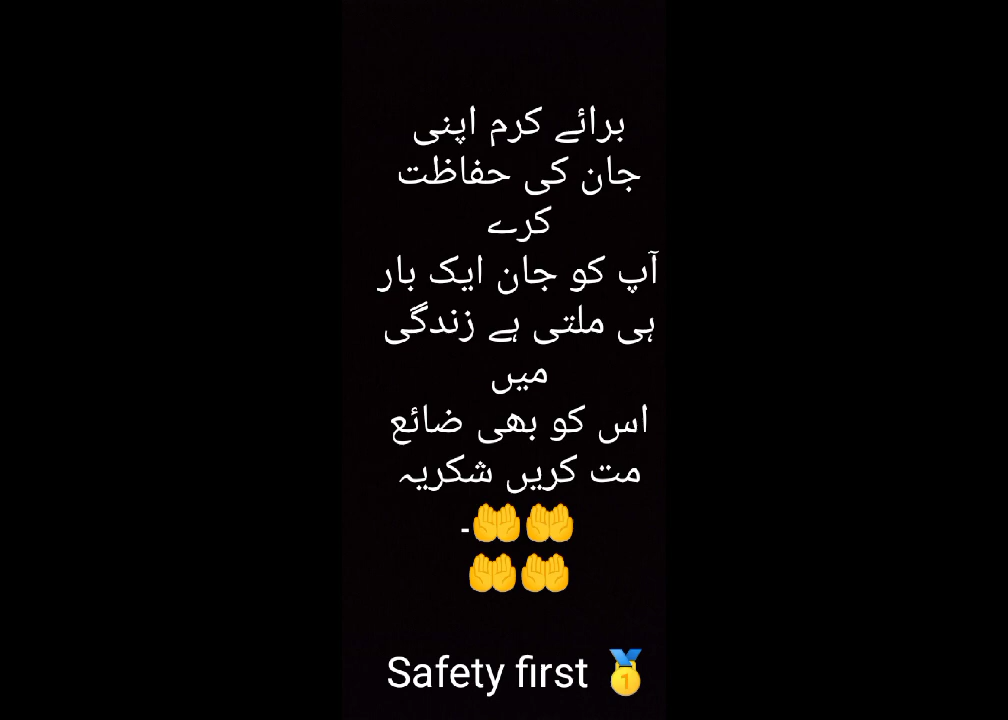 برائے کرم اپنی
جان کی حفاظت
کرے
آپ کو جان ایک بار
ہی ملتی ہے زندگی
میں
اس کو بھی ضائع
مت کریں شکریہ
🤲🤲-
🤲🤲
Safety first 🥇